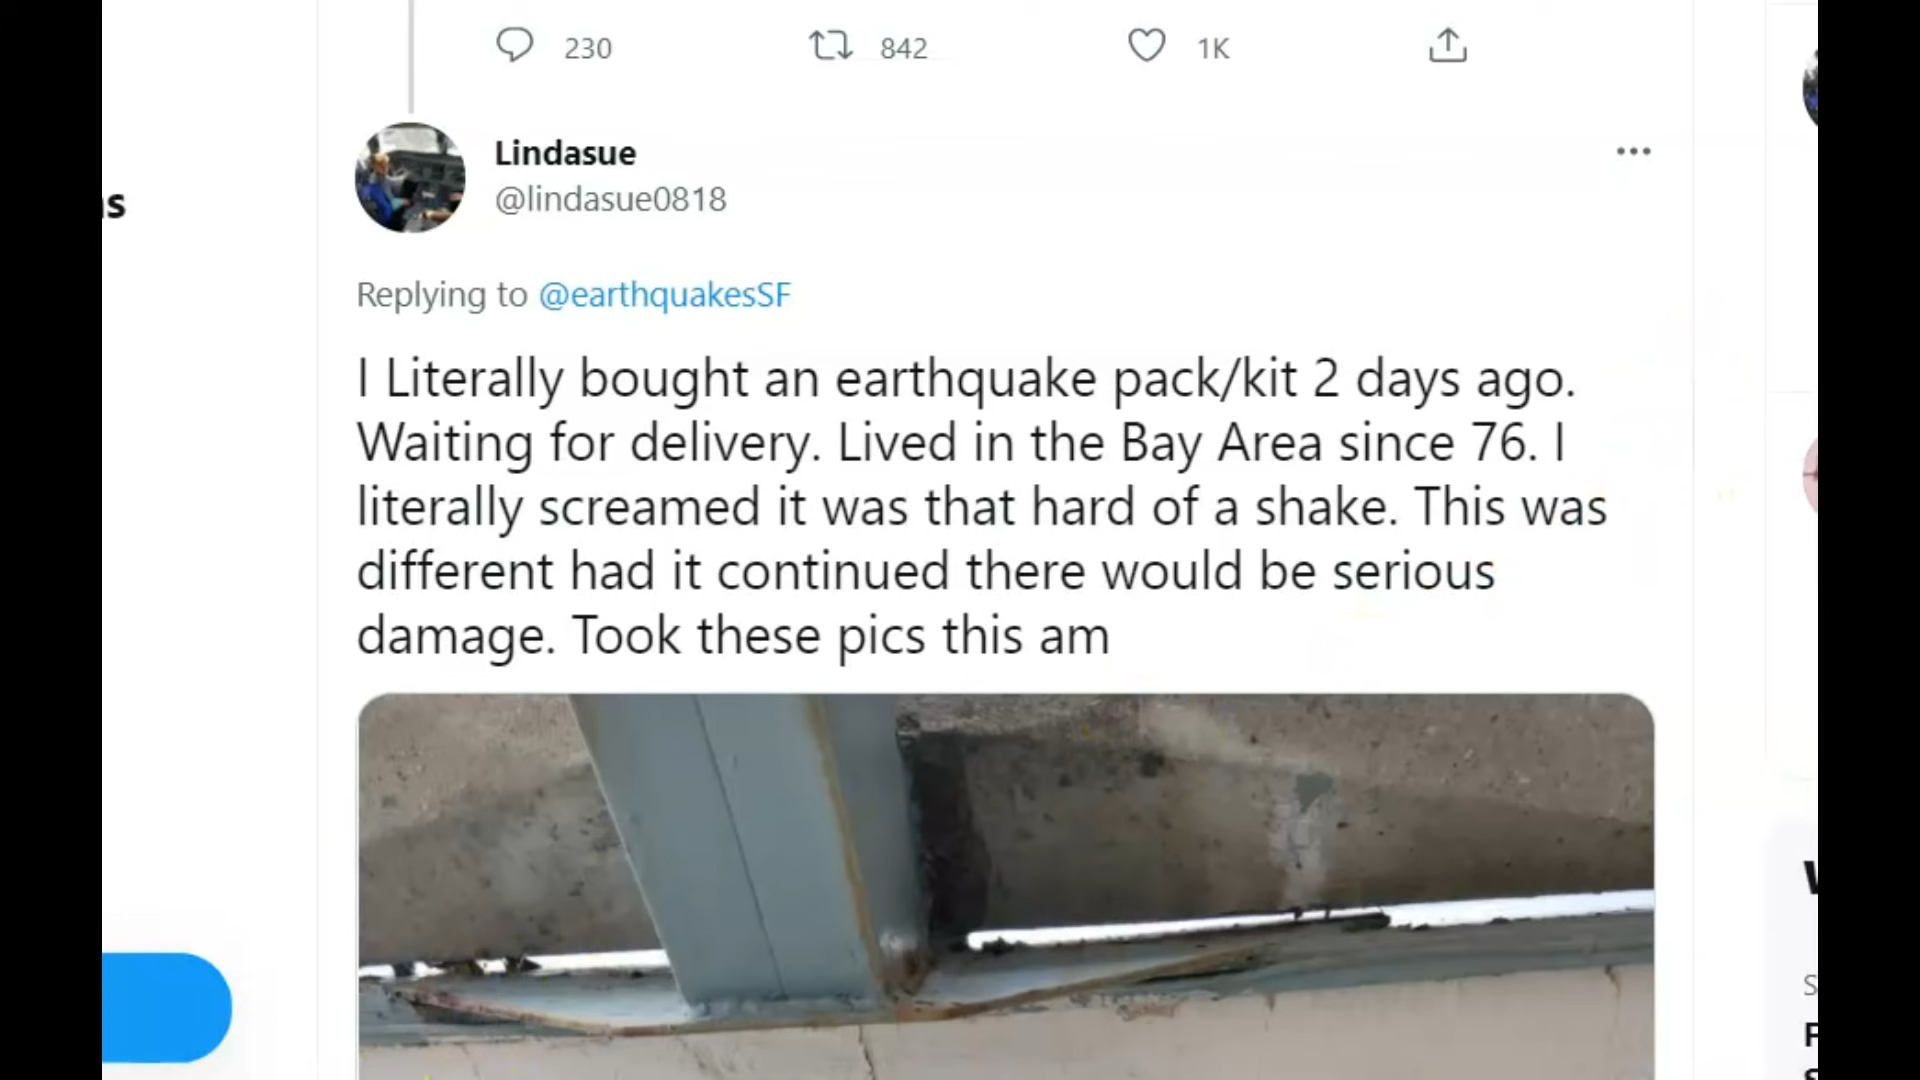 230 842 1K
Lindasue
@lindasue0818
Replying to @earthquakesSF
I Literally bought an earthquake pack/kit 2 days ago.
Waiting for delivery. Lived in the Bay Area since 76. I
literally screamed it was that hard of a shake. This was
different had it continued there would be serious
damage. Took these pics this am